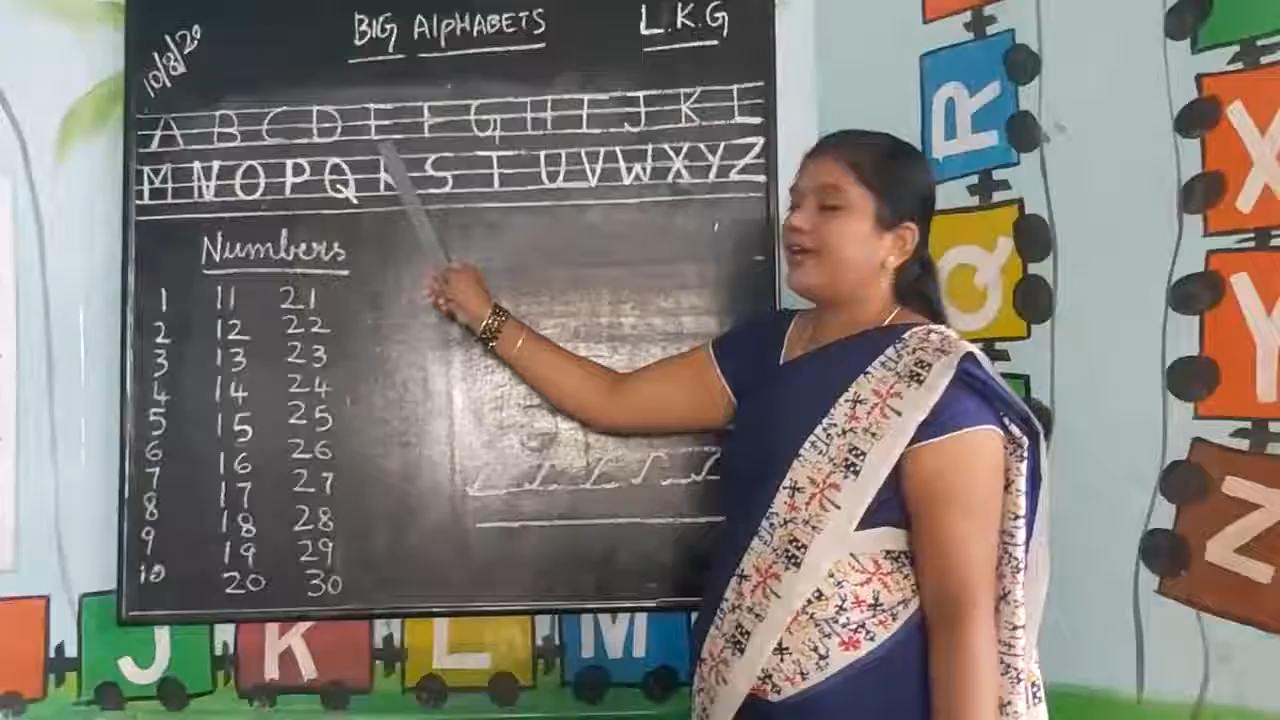 10/8/20
BIG AlpHABETS
L.K.G
A B C D E F G H I J K L
M N O P Q R S T U V W X Y Z
Numbers
1 11 21
2 12 22
3 13 23
4 14 24
5 15 25
6 16 26
7 17 27
8 18 28
9 19 29
10 20 30
R
Q
X
Y
Z
J K L M